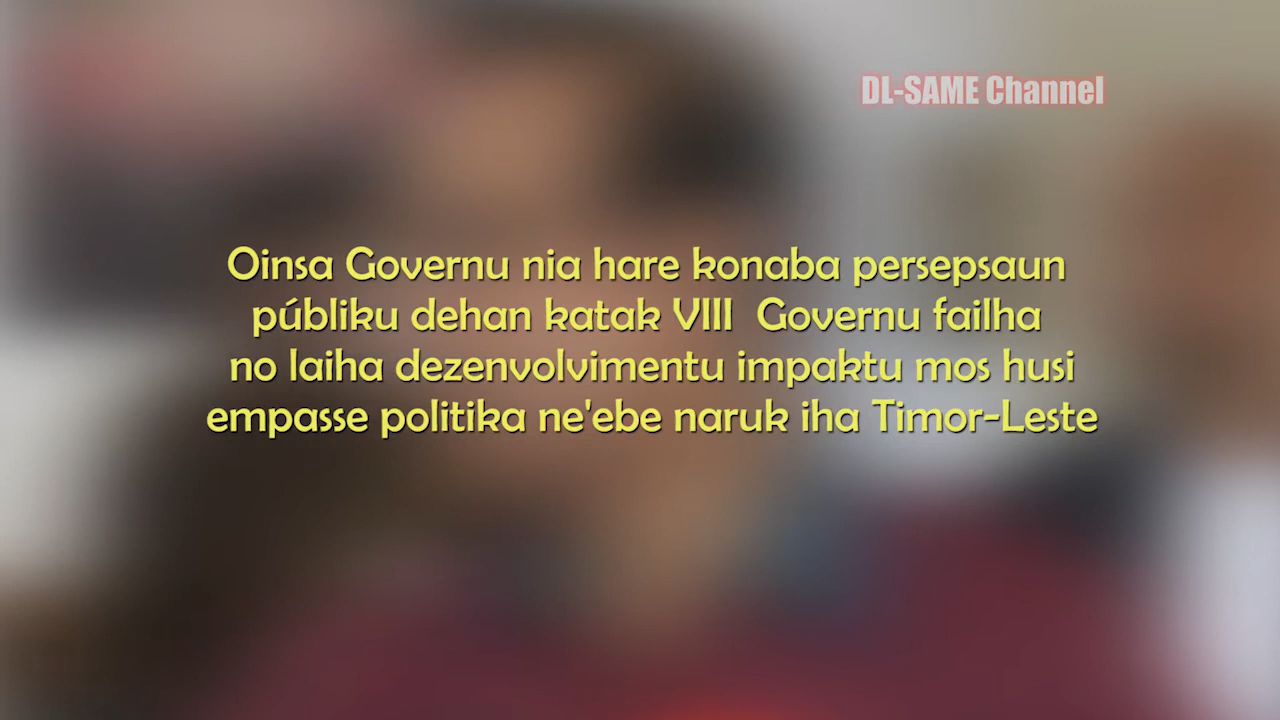 DL-SAME Channel
Oinsa Governu nia hare konaba persepsaun
públiku dehan katak VIII Governu failha
no laiha dezenvolvimentu impaktu mos husi
empasse politika ne'ebe naruk iha Timor-Leste